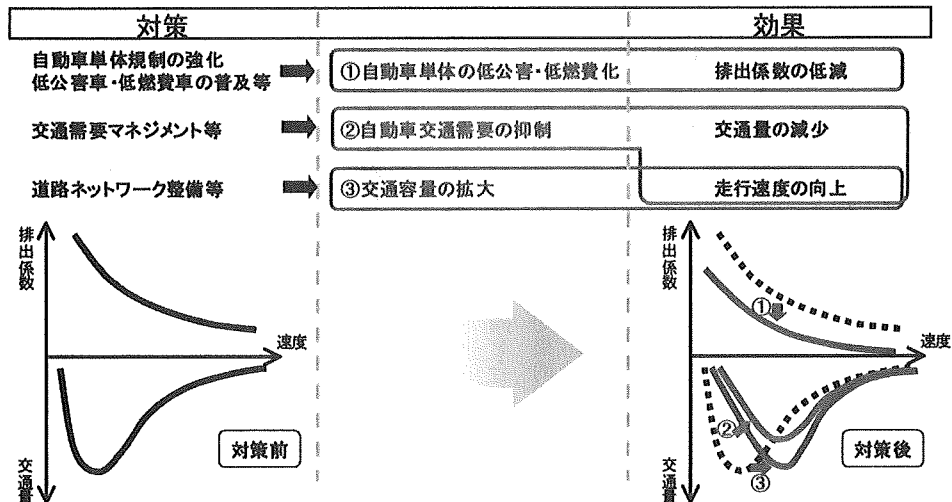 対策
効果
自動車単体規制の強化
低公害車・低燃費車の普及等
①自動車単体の低公害・低燃費化
排出係数の低減
交通需要マネジメント等
②自動車交通需要の抑制
交通量の減少
道路ネットワーク整備等
③交通容量の拡大
走行速度の向上
排出係数
速度
対策前
交通量
排出係数
①
速度
②
③
対策後
交通量